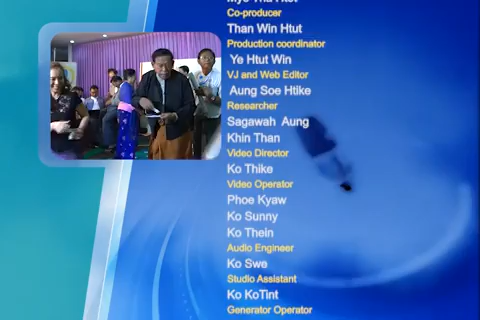 Co-producer
Than Win Htut
Production coordinator
Ye Htut Win
VJ and Web Editor
Aung Soe Htike
Researcher
Sagawah Aung
Khin Than
Video Director
Ko Thike
Video Operator
Phoe Kyaw
Ko Sunny
Ko Thein
Audio Engineer
Ko Swe
Studio Assistant
Ko KoTint
Generator Operator